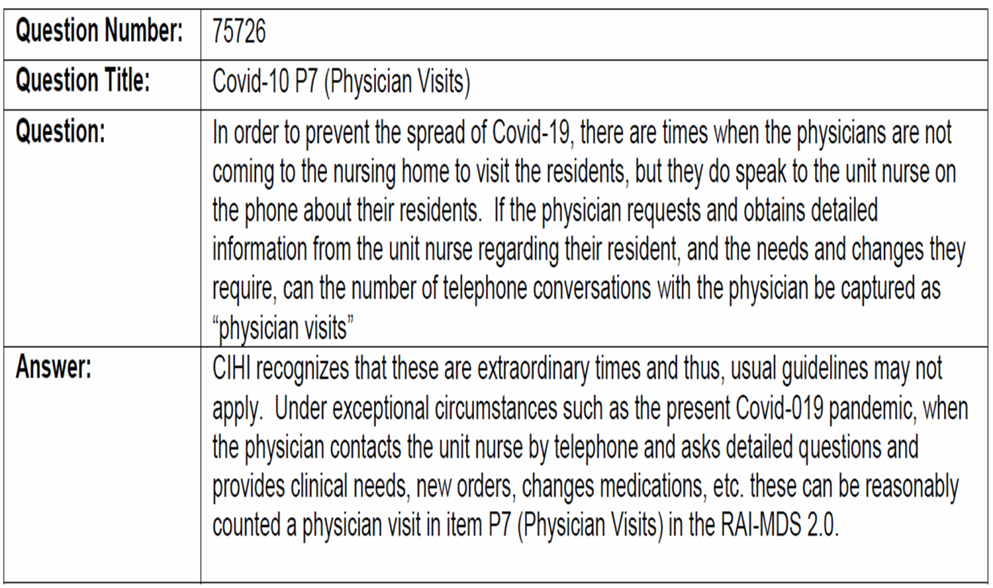 Question Number: 75726
Question Title: Covid-10 P7 (Physician Visits)
Question: In order to prevent the spread of Covid-19, there are times when the physicians are not
coming to the nursing home to visit the residents, but they do speak to the unit nurse on
the phone about their residents.  If the physician requests and obtains detailed
information from the unit nurse regarding their resident, and the needs and changes they
require, can the number of telephone conversations with the physician be captured as
“physician visits”
Answer: CIHI recognizes that these are extraordinary times and thus, usual guidelines may not
apply.  Under exceptional circumstances such as the present Covid-019 pandemic, when
the physician contacts the unit nurse by telephone and asks detailed questions and
provides clinical needs, new orders, changes medications, etc. these can be reasonably
counted a physician visit in item P7 (Physician Visits) in the RAI-MDS 2.0.